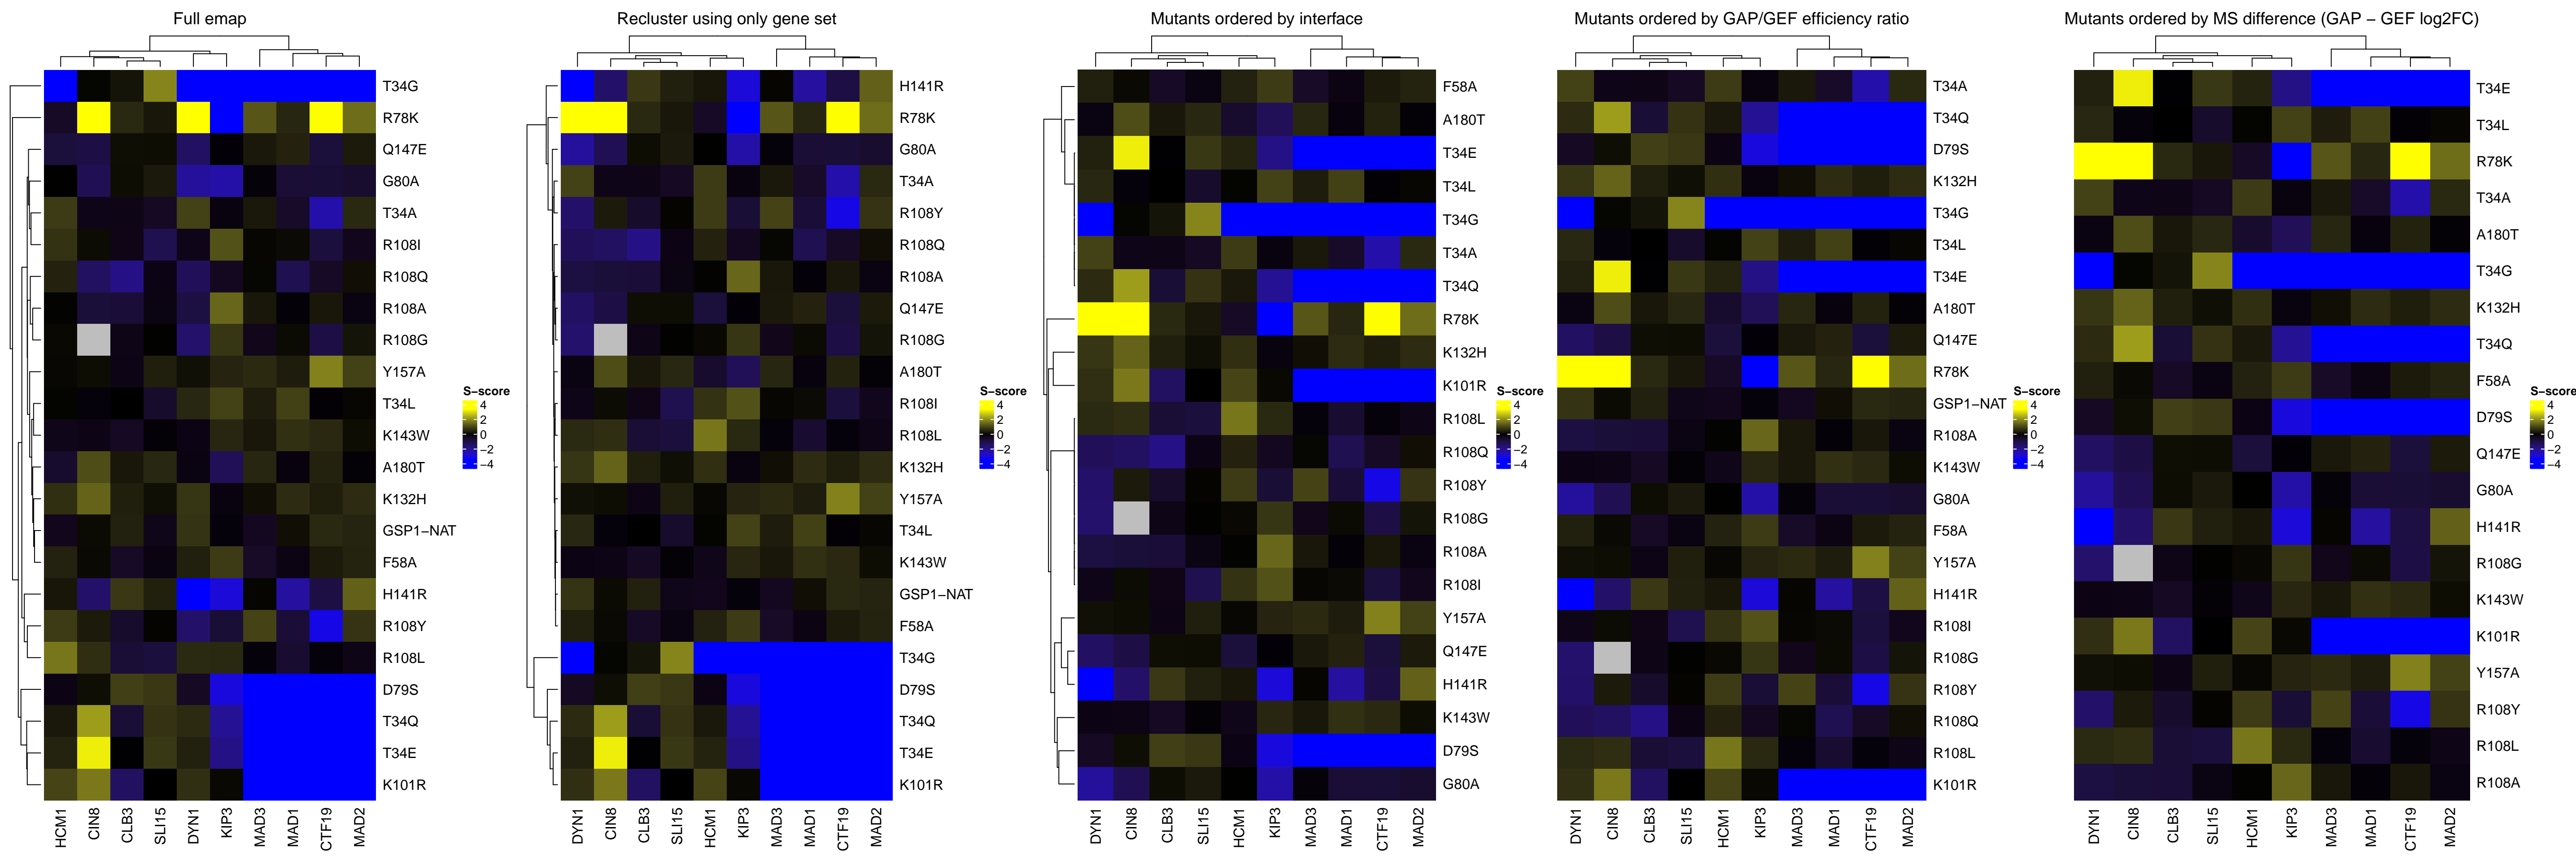 Full emap
T34G
R78K
Q147E
G80A
T34A
R108I
R108Q
R108A
R108G
Y157A
T34L
K143W
A180T
K132H
GSP1−NAT
F58A
H141R
R108Y
R108L
D79S
T34Q
T34E
K101R
HCM1
CIN8
CLB3
SLI15
DYN1
KIP3
MAD3
MAD1
CTF19
MAD2
S−score
4
2
0
−2
−4
Recluster using only gene set
H141R
R78K
G80A
T34A
R108Y
R108Q
R108A
Q147E
R108G
A180T
R108I
R108L
K132H
Y157A
T34L
K143W
GSP1−NAT
F58A
T34G
D79S
T34Q
T34E
K101R
DYN1
CIN8
CLB3
SLI15
HCM1
KIP3
MAD3
MAD1
CTF19
MAD2
S−score
4
2
0
−2
−4
Mutants ordered by interface
F58A
A180T
T34E
T34L
T34G
T34A
T34Q
R78K
K132H
K101R
R108L
R108Q
R108Y
R108G
R108A
R108I
Y157A
Q147E
H141R
K143W
D79S
G80A
DYN1
CIN8
CLB3
SLI15
HCM1
KIP3
MAD3
MAD1
CTF19
MAD2
S−score
4
2
0
−2
−4
Mutants ordered by GAP/GEF efficiency ratio
T34A
T34Q
D79S
K132H
T34G
T34L
T34E
A180T
Q147E
R78K
GSP1−NAT
R108A
K143W
G80A
F58A
Y157A
H141R
R108I
R108G
R108Y
R108Q
R108L
K101R
DYN1
CIN8
CLB3
SLI15
HCM1
KIP3
MAD3
MAD1
CTF19
MAD2
S−score
4
2
0
−2
−4
Mutants ordered by MS difference (GAP − GEF log2FC)
T34E
T34L
R78K
T34A
A180T
T34G
K132H
T34Q
F58A
D79S
Q147E
G80A
H141R
R108G
K143W
K101R
Y157A
R108Y
R108L
R108A
DYN1
CIN8
CLB3
SLI15
HCM1
KIP3
MAD3
MAD1
CTF19
MAD2
S−score
4
2
0
−2
−4